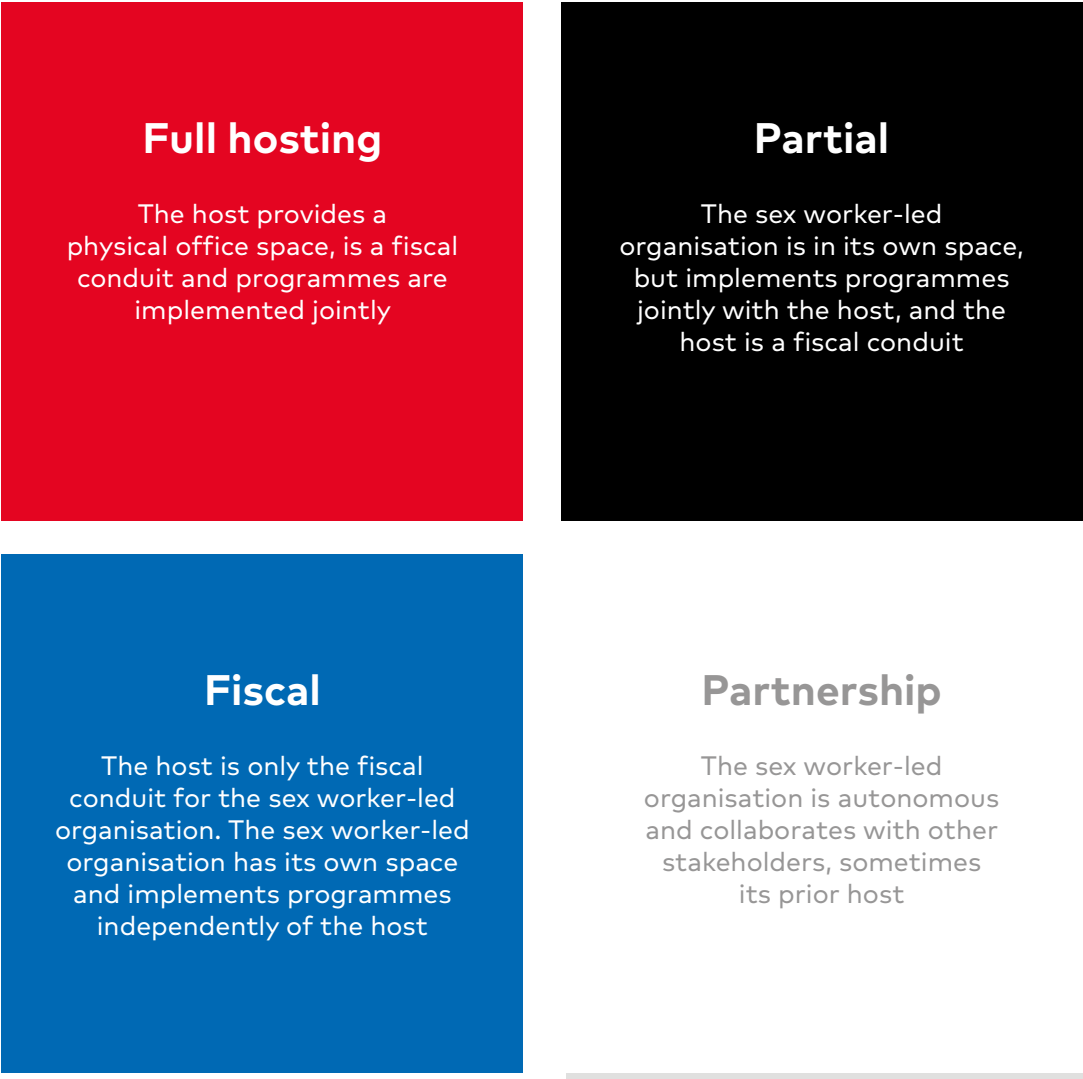 Full hosting
The host provides a
physical office space, is a fiscal
conduit and programmes are
implemented jointly
Partial
The sex worker-led
organisation is in its own space,
but implements programmes
jointly with the host, and the
host is a fiscal conduit
Fiscal
The host is only the fiscal
conduit for the sex worker-led
organisation. The sex worker-led
organisation has its own space
and implements programmes
independently of the host
Partnership
The sex worker-led
organisation is autonomous
and collaborates with other
stakeholders, sometimes
its prior host